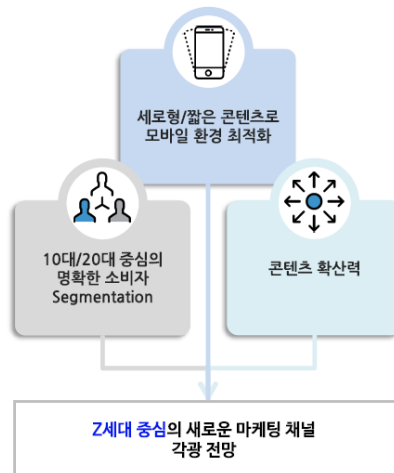 세로형/짧은 콘텐츠로
모바일 환경 최적화
10대/20대 중심의
명확한 소비자
Segmentation
콘텐츠 확산력
Z세대 중심의 새로운 마케팅 채널
각광 전망